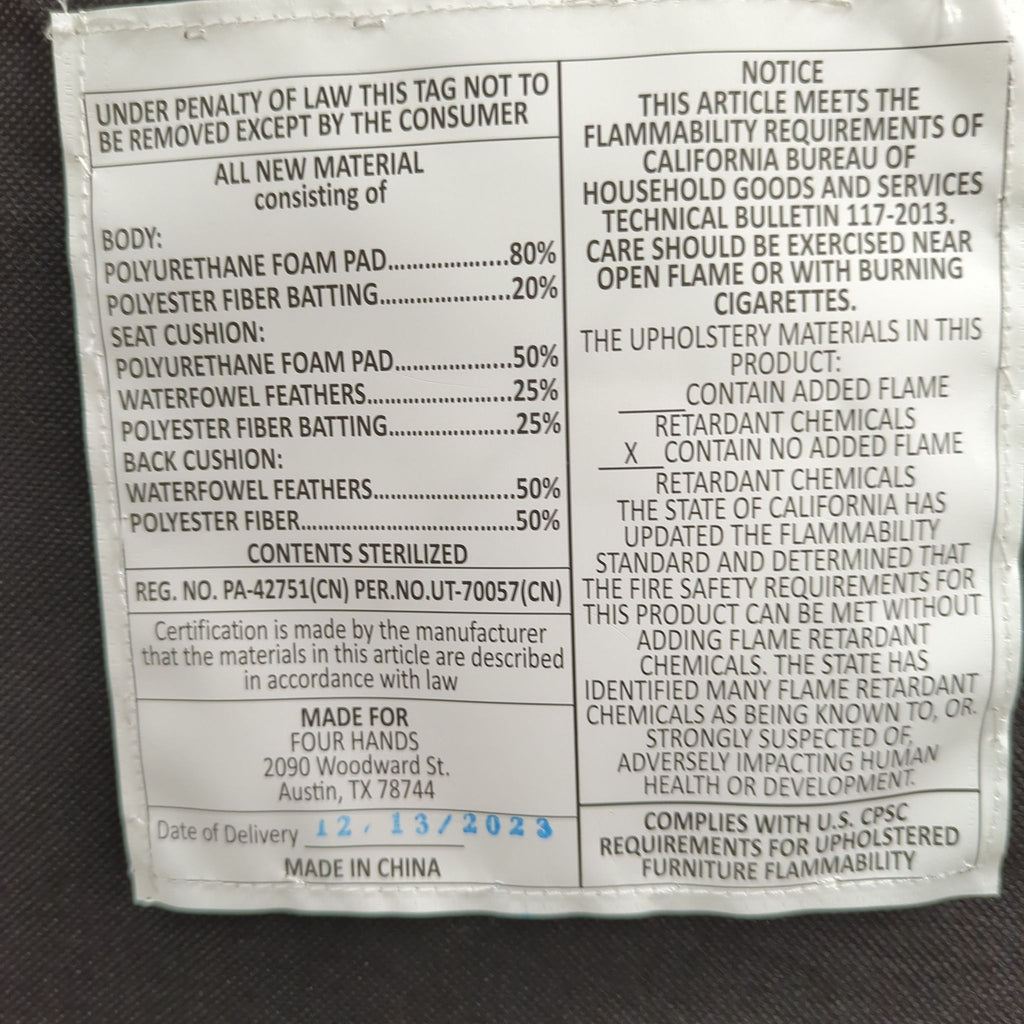 UNDER PENALTY OF LAW THIS TAG NOT TO
BE REMOVED EXCEPT BY THE CONSUMER
ALL NEW MATERIAL
consisting of
BODY:
POLYURETHANE FOAM PAD...................80%
POLYESTER FIBER BATTING.....................20%
SEAT CUSHION:
POLYURETHANE FOAM PAD...................50%
WATERFOWEL FEATHERS.......................25%
POLYESTER FIBER BATTING.....................25%
BACK CUSHION:
WATERFOWEL FEATHERS.......................50%
POLYESTER FIBER...................................50%
CONTENTS STERILIZED
REG. NO. PA-42751(CN) PER.NO.UT-70057(CN)
Certification is made by the manufacturer
that the materials in this article are described
in accordance with law
MADE FOR
FOUR HANDS
2090 Woodward St.
Austin, TX 78744
Date of Delivery 12/13/2023
MADE IN CHINA
NOTICE
THIS ARTICLE MEETS THE
FLAMMABILITY REQUIREMENTS OF
CALIFORNIA BUREAU OF
HOUSEHOLD GOODS AND SERVICES
TECHNICAL BULLETIN 117-2013.
CARE SHOULD BE EXERCISED NEAR
OPEN FLAME OR WITH BURNING
CIGARETTES.
THE UPHOLSTERY MATERIALS IN THIS
PRODUCT:
______CONTAIN ADDED FLAME
RETARDANT CHEMICALS
__X__CONTAIN NO ADDED FLAME
RETARDANT CHEMICALS
THE STATE OF CALIFORNIA HAS
UPDATED THE FLAMMABILITY
STANDARD AND DETERMINED THAT
THE FIRE SAFETY REQUIREMENTS FOR
THIS PRODUCT CAN BE MET WITHOUT
ADDING FLAME RETARDANT
CHEMICALS. THE STATE HAS
IDENTIFIED MANY FLAME RETARDANT
CHEMICALS AS BEING KNOWN TO, OR.
STRONGLY SUSPECTED OF,
ADVERSELY IMPACTING HUMAN
HEALTH OR DEVELOPMENT.
COMPLIES WITH U.S. CPSC
REQUIREMENTS FOR UPHOLSTERED
FURNITURE FLAMMABILITY